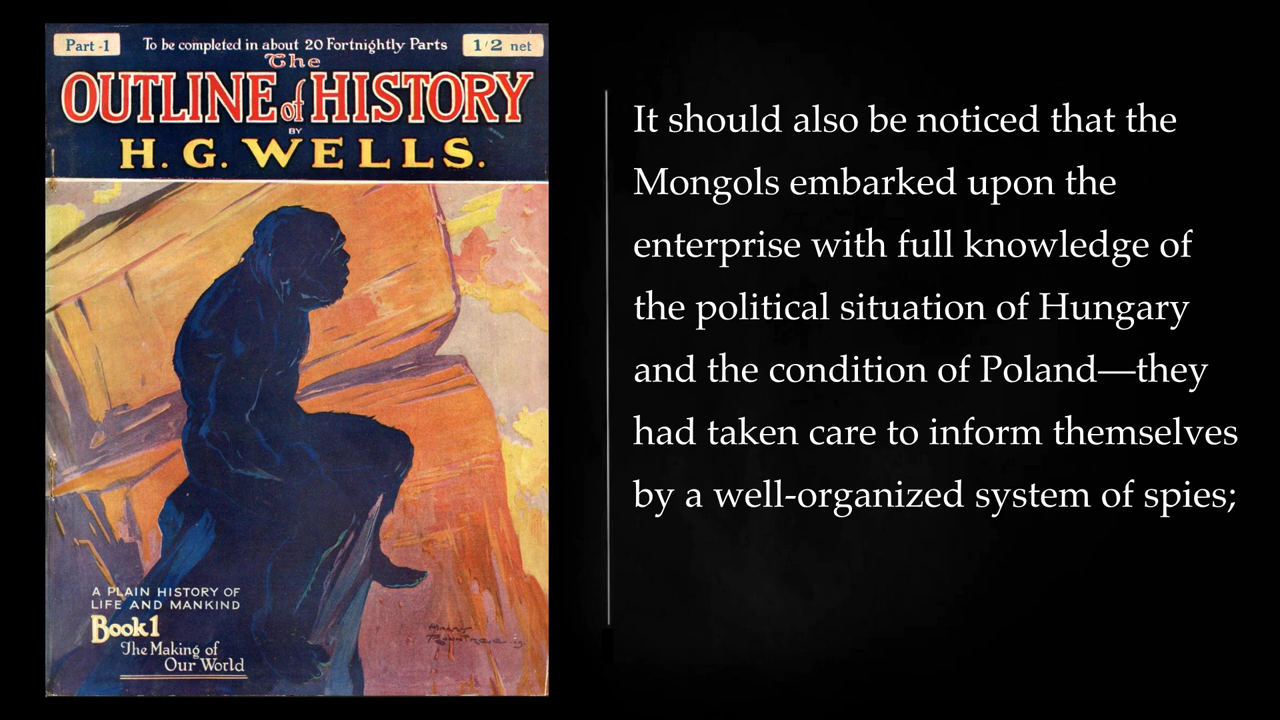 Part -1
To be completed in about 20 Fortnightly Parts
1/2 net
The
OUTLINE of HISTORY
BY
H. G. WELLS.
A PLAIN HISTORY OF
LIFE AND MANKIND
Book 1
The Making of
Our World
It should also be noticed that the
Mongols embarked upon the
enterprise with full knowledge of
the political situation of Hungary
and the condition of Poland—they
had taken care to inform themselves
by a well-organized system of spies;